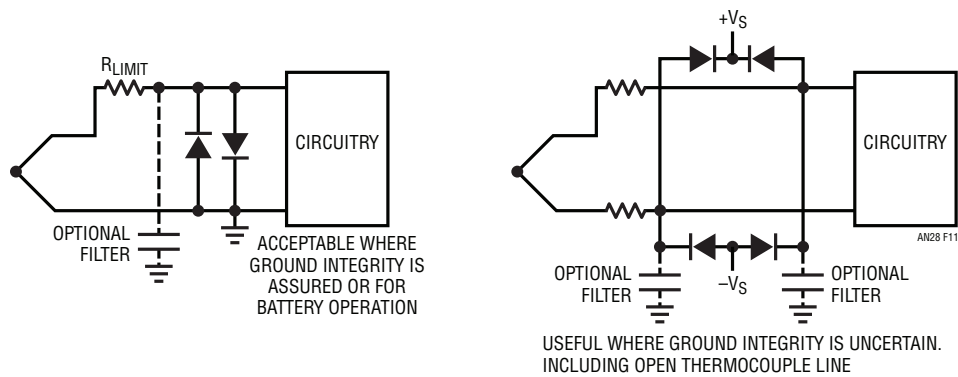 R_LIMIT
CIRCUITRY
OPTIONAL
FILTER
ACCEPTABLE WHERE
GROUND INTEGRITY IS
ASSURED OR FOR
BATTERY OPERATION
+V_S
CIRCUITRY
AN28 F11
OPTIONAL
FILTER
–V_S
OPTIONAL
FILTER
USEFUL WHERE GROUND INTEGRITY IS UNCERTAIN.
INCLUDING OPEN THERMOCOUPLE LINE